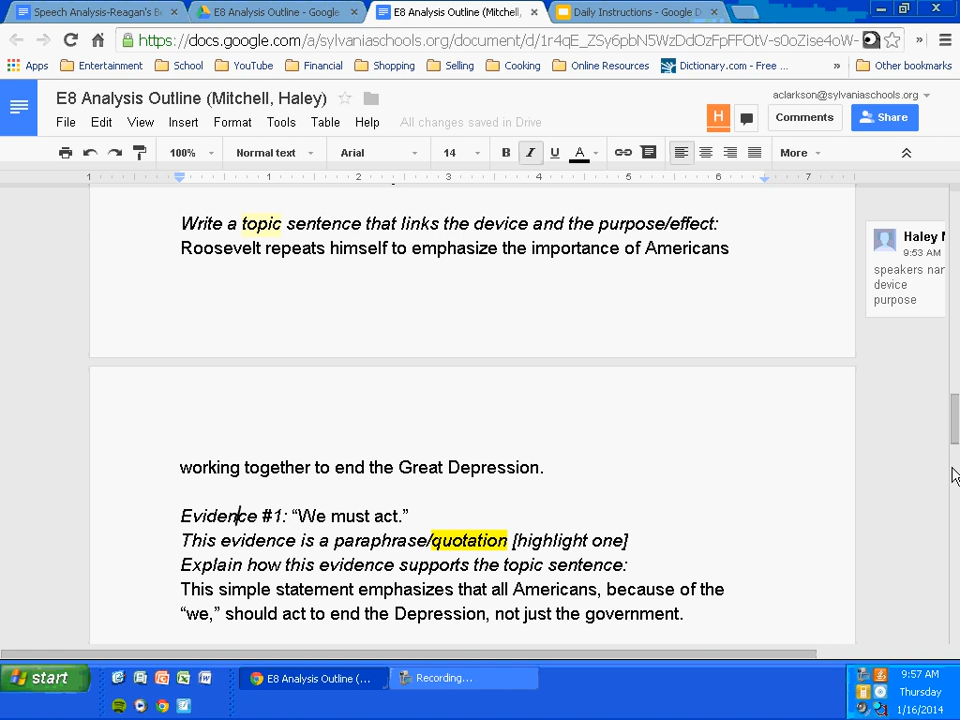 Speech Analysis-Reagan's B
E8 Analysis Outline - Google
E8 Analysis Outline (Mitchell,
Daily Instructions - Google D
https://docs.google.com/a/sylvaniaschools.org/document/d/1r4qE_ZSy6pbN5WzDdOzFpFFOtV-s0oZise4oW-
Apps Entertainment School YouTube Financial Shopping Selling Cooking Online Resources Dictionary.com - Free ... » Other bookmarks
E8 Analysis Outline (Mitchell, Haley)
aclarkson@sylvaniaschools.org
File Edit View Insert Format Tools Table Help All changes saved in Drive
H Comments Share
100% Normal text Arial 14 B I U A More
1 1 2 3 4 5 6 7
Write a topic sentence that links the device and the purpose/effect:
Roosevelt repeats himself to emphasize the importance of Americans
Haley
9:53 AM
speakers nar
device
purpose
working together to end the Great Depression.
Evidence #1: “We must act.”
This evidence is a paraphrase/quotation [highlight one]
Explain how this evidence supports the topic sentence:
This simple statement emphasizes that all Americans, because of the
“we,” should act to end the Depression, not just the government.
start
E8 Analysis Outline (...
Recording...
9:57 AM
Thursday
1/16/2014